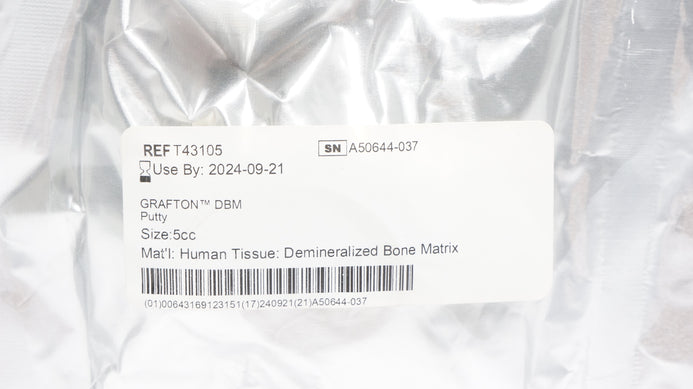 REF T43105
SN A50644-037
Use By: 2024-09-21
GRAFTON™ DBM
Putty
Size:5cc
Mat'l: Human Tissue: Demineralized Bone Matrix
(01)00643169123151(17)240921(21)A50644-037